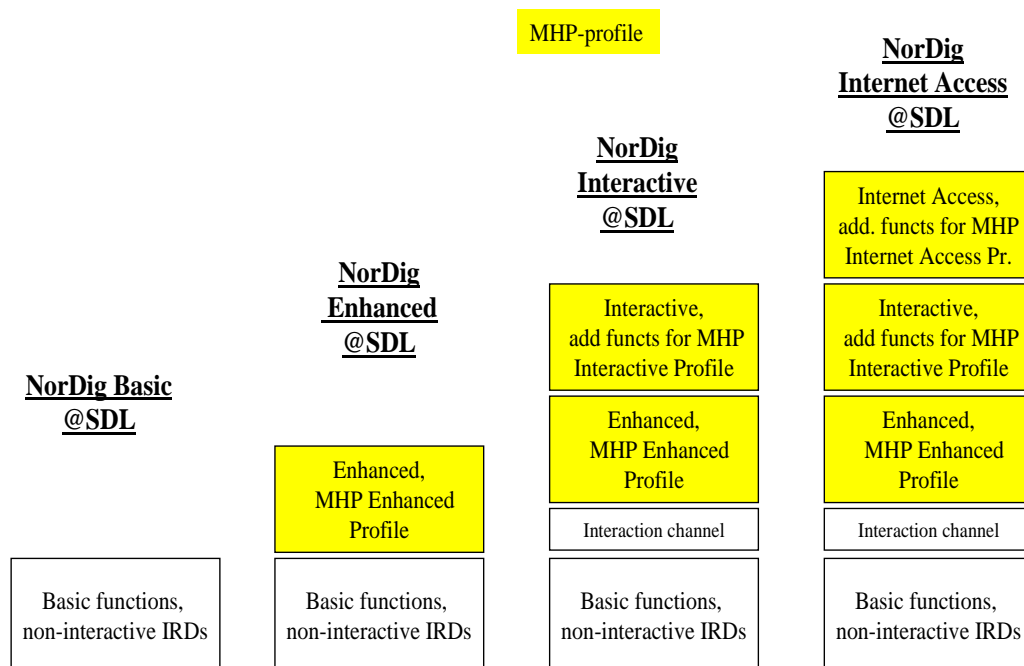 MHP-profile
NorDig Basic
@SDL
Basic functions,
non-interactive IRDs
NorDig
Enhanced
@SDL
Enhanced,
MHP Enhanced
Profile
Basic functions,
non-interactive IRDs
NorDig
Interactive
@SDL
Interactive,
add functs for MHP
Interactive Profile
Enhanced,
MHP Enhanced
Profile
Interaction channel
Basic functions,
non-interactive IRDs
NorDig
Internet Access
@SDL
Internet Access,
add. functs for MHP
Internet Access Pr.
Interactive,
add functs for MHP
Interactive Profile
Enhanced,
MHP Enhanced
Profile
Interaction channel
Basic functions,
non-interactive IRDs